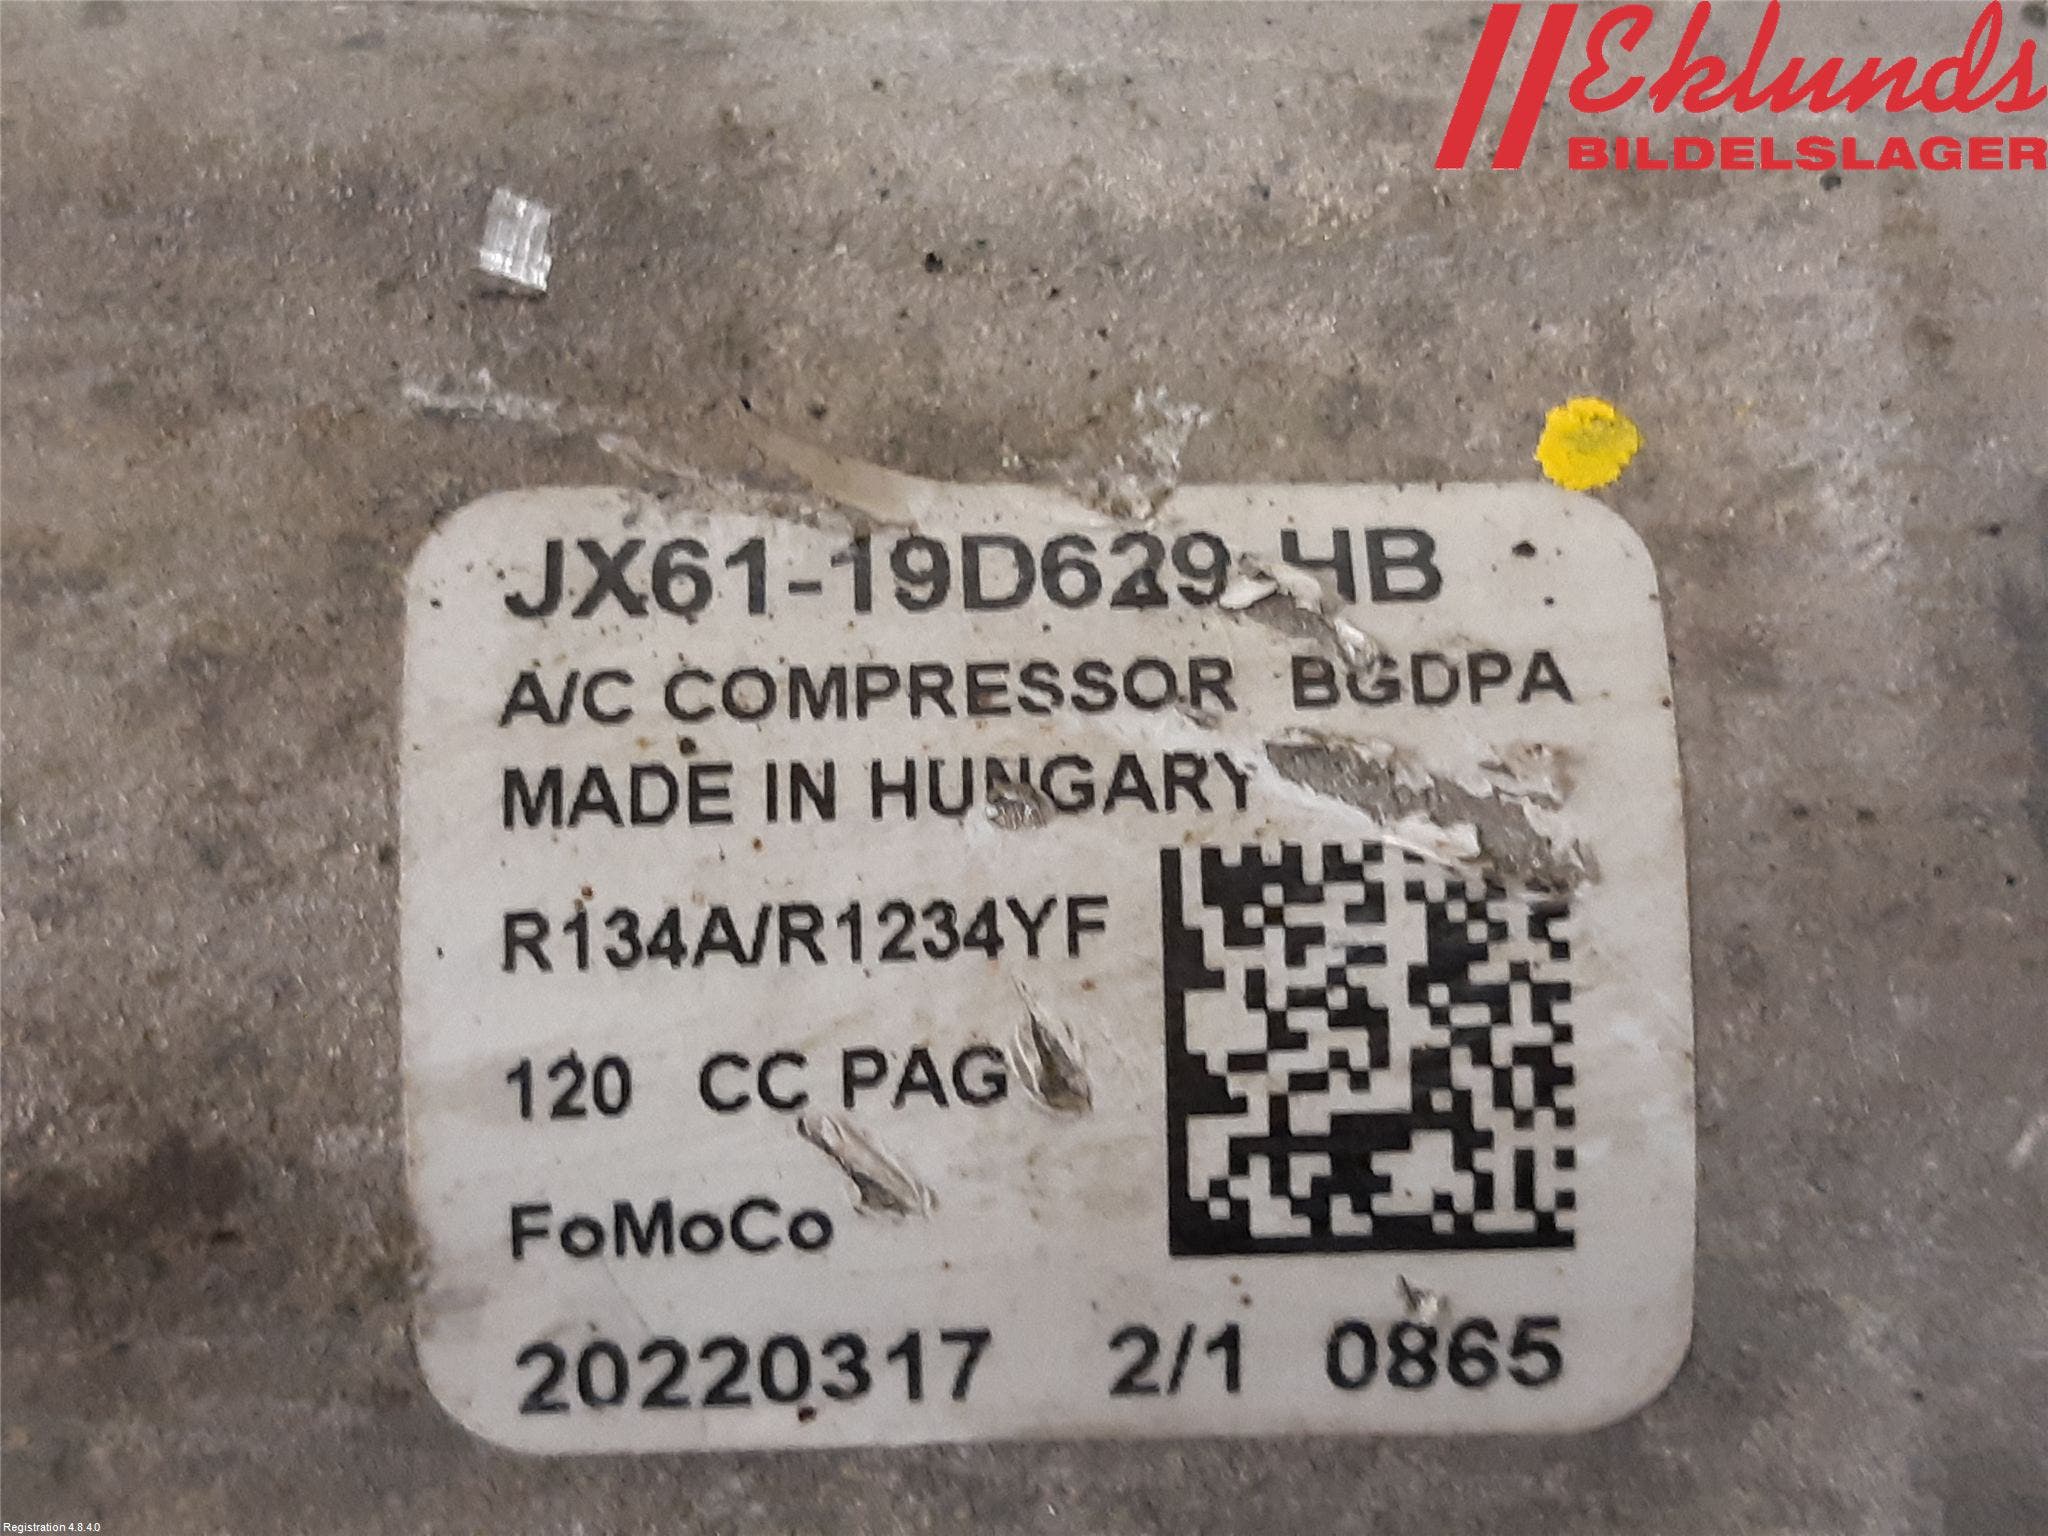 Eklunds
BILDELSLAGER
JX61-19D629-HB
A/C COMPRESSOR BGDPA
MADE IN HUNGARY
R134A/R1234YF
120 CC PAG
FoMoCo
20220317 2/1 0865
Registration 4.8.4.0